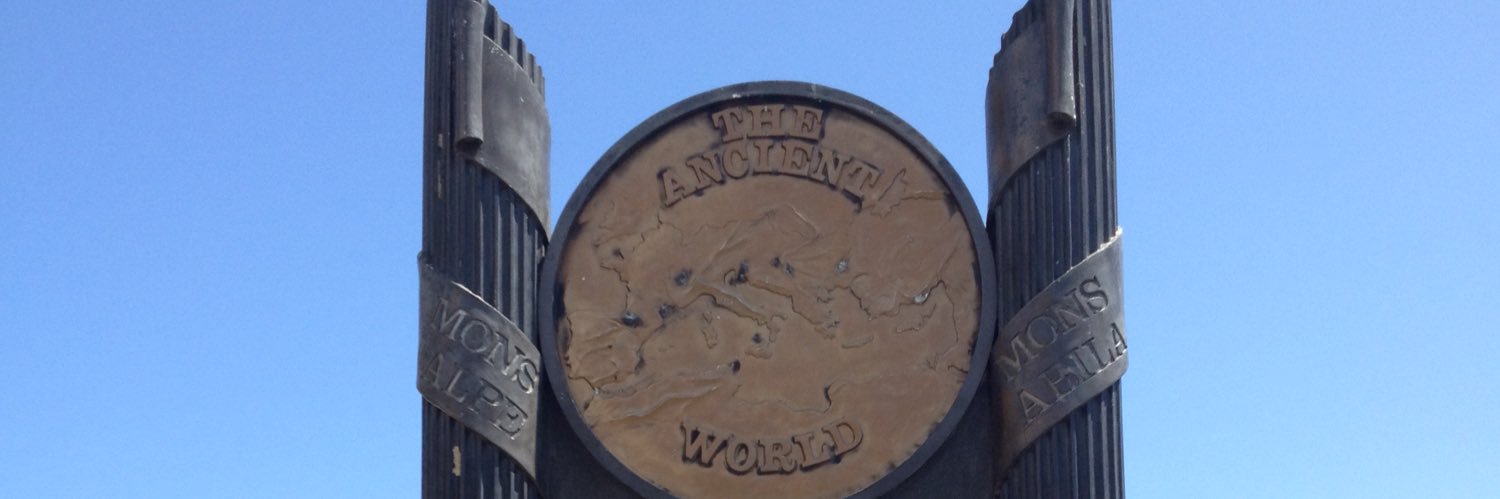 THE
ANCIENT
WORLD
MONS
ALPE
MONS
ABILA